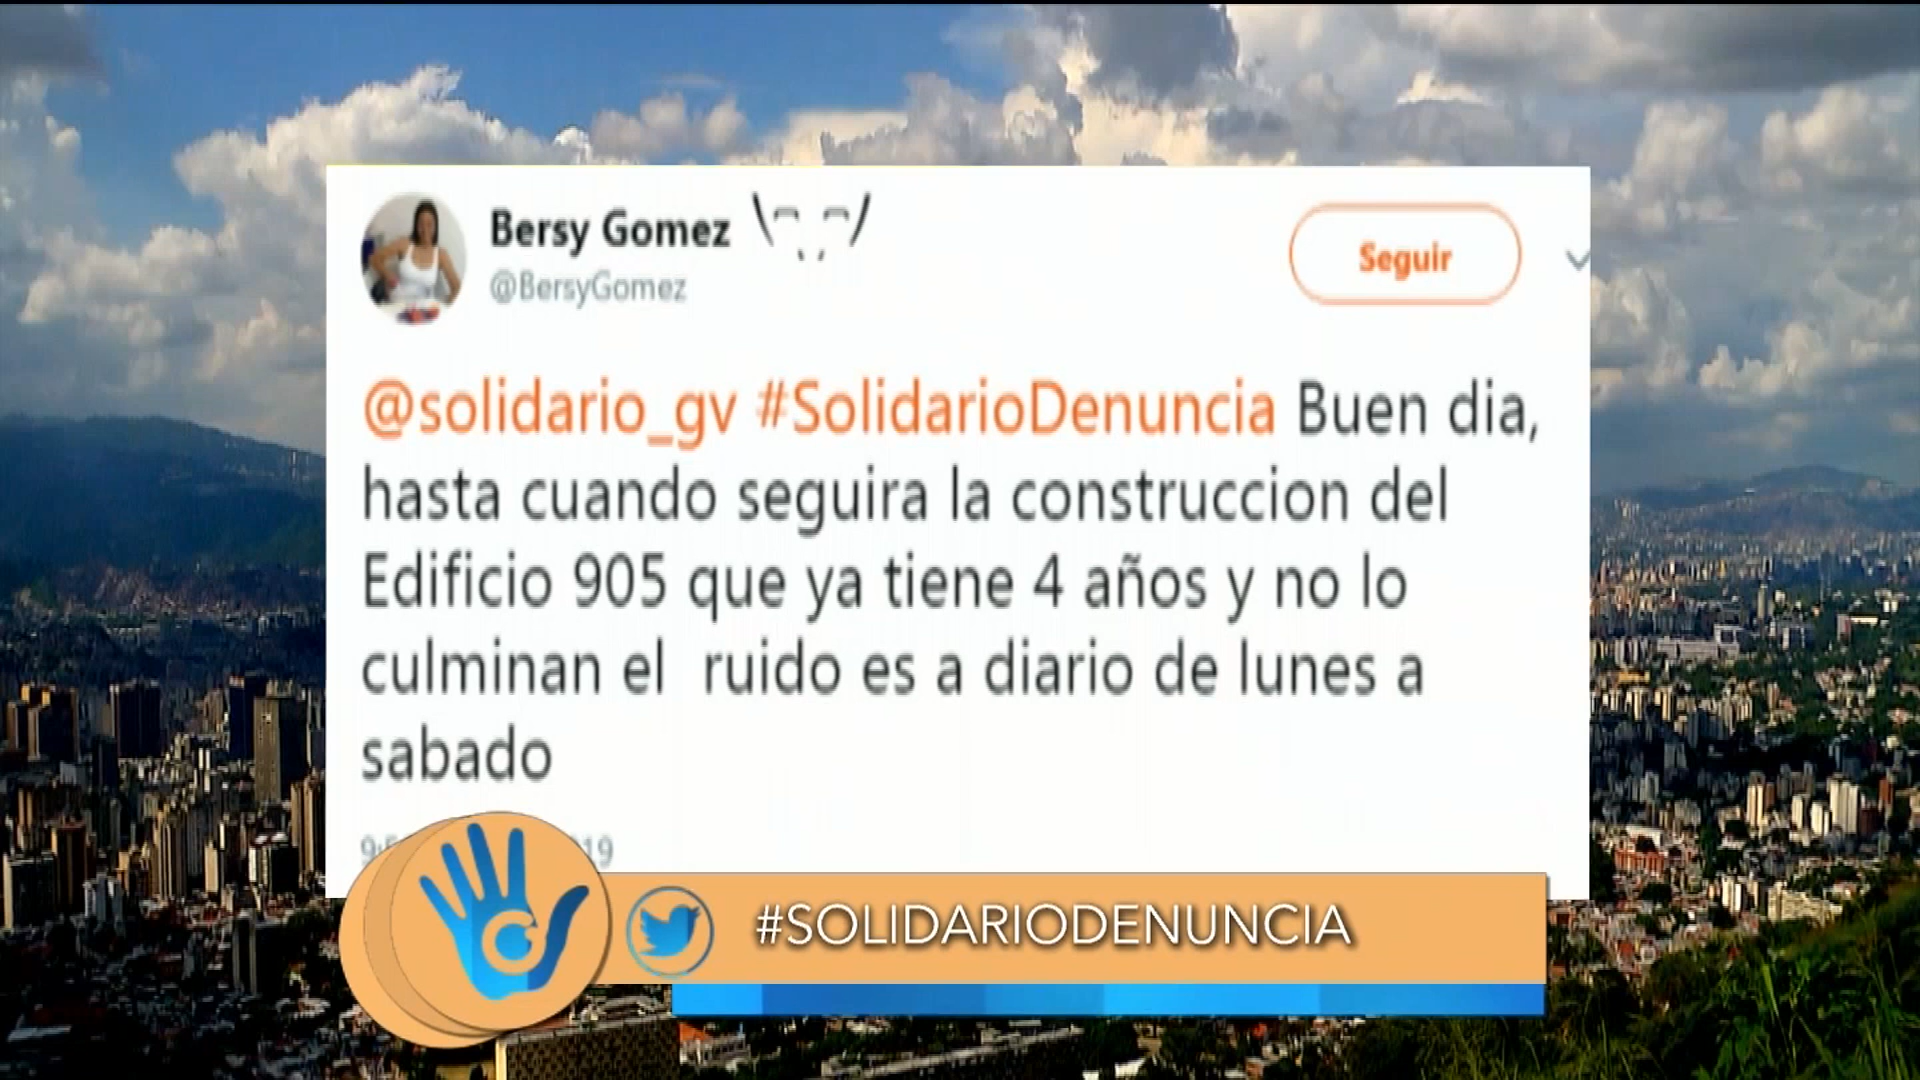 Bersy Gomez
@BersyGomez
Seguir
@solidario_gv #SolidarioDenuncia Buen dia,
hasta cuando seguira la construccion del
Edificio 905 que ya tiene 4 años y no lo
culminan el  ruido es a diario de lunes a
sabado
#SOLIDARIODENUNCIA